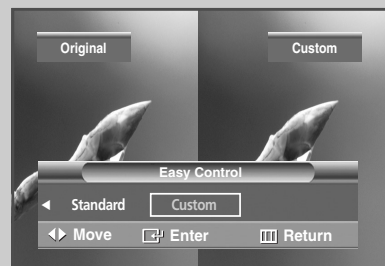 Original Custom
Easy Control
Standard Custom
Move Enter Return